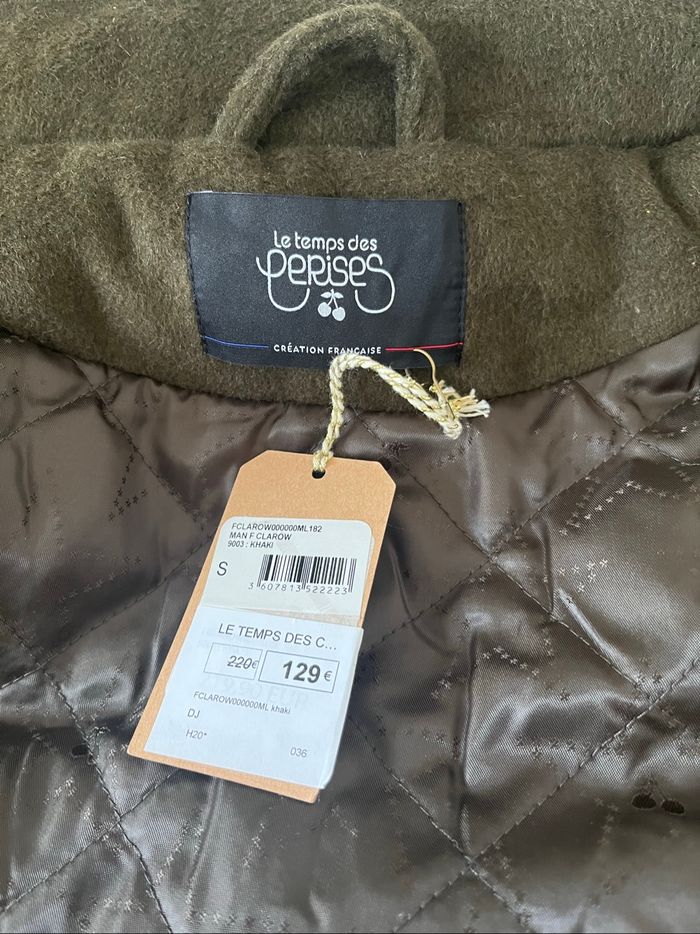 Le temps des
CERISES
CRÉATION FRANÇAISE
FCLAROW000000ML182
MAN F CLAROW
9003 : KHAKI
S
3 607813 522223
LE TEMPS DES C...
220€
129€
FCLAROW000000ML khaki
DJ
H20*
036